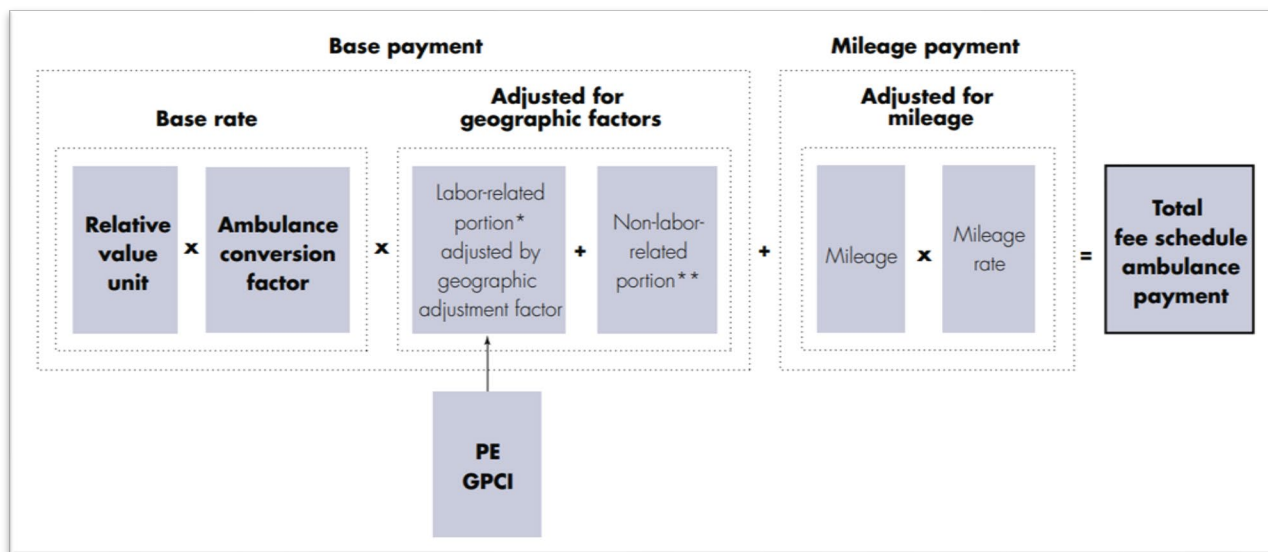 Base payment
Mileage payment
Base rate
Adjusted for
geographic factors
Adjusted for
mileage
Relative
value
unit
x
Ambulance
conversion
factor
x
Labor-related
portion*
adjusted by
geographic
adjustment factor
+
Non-labor-
related
portion**
+
Mileage
x
Mileage
rate
=
Total
fee schedule
ambulance
payment
PE
GPCI